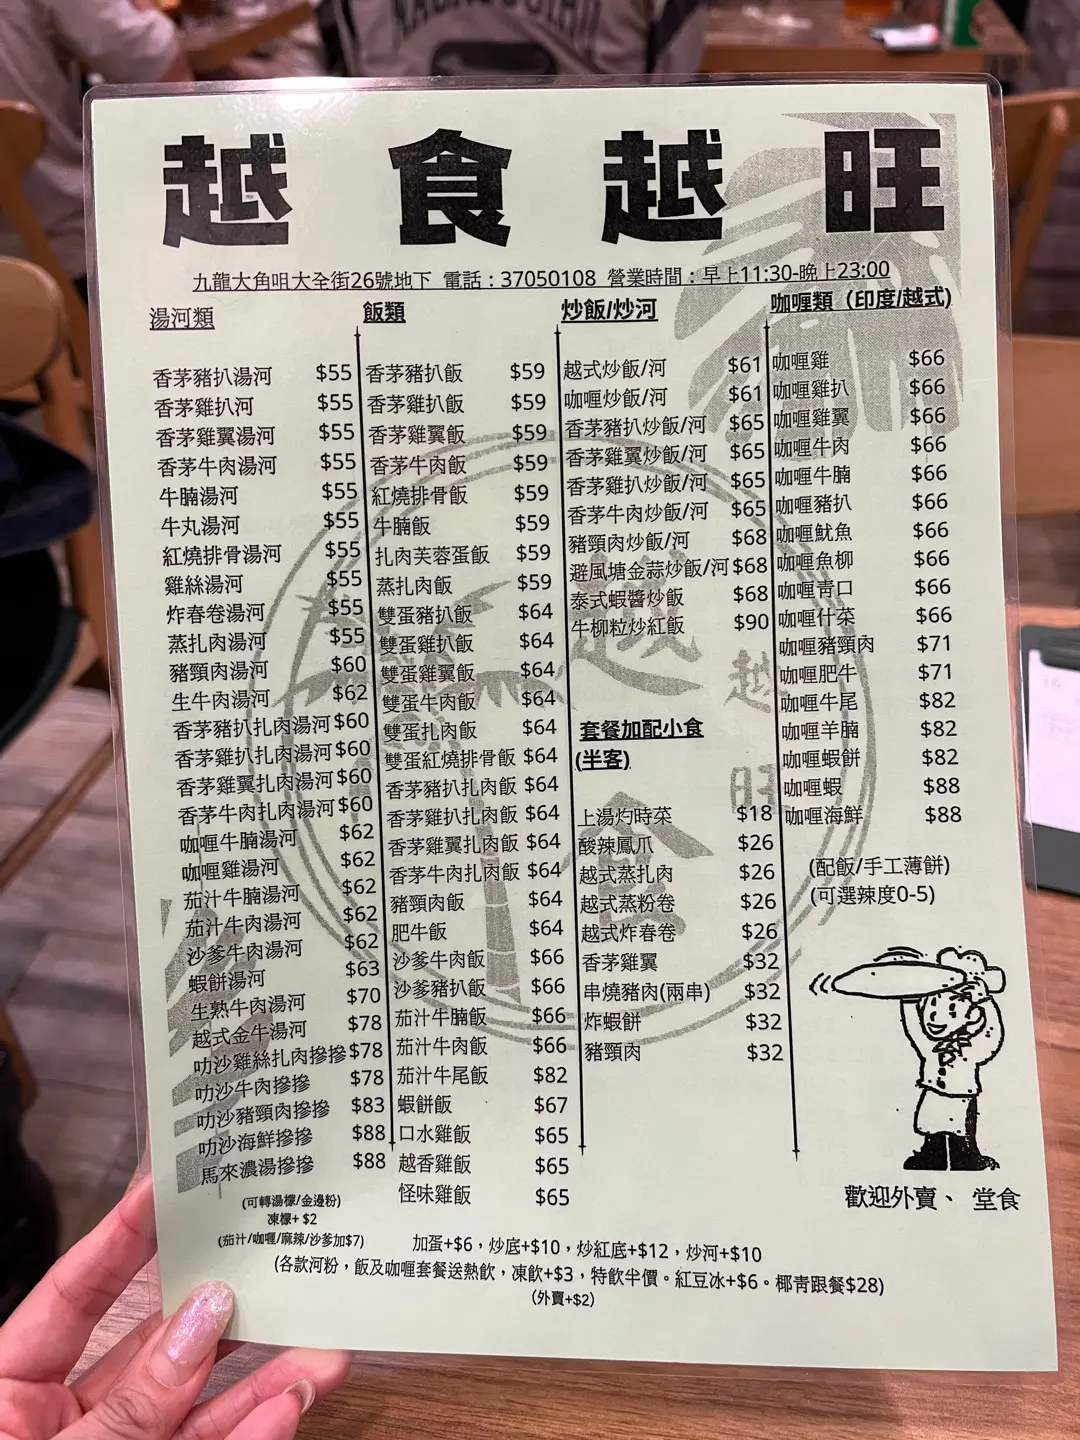 越食越旺
九龍大角咀大全街26號地下 電話：37050108 營業時間：早上11:30-晚上23:00
湯河類
香茅豬扒湯河 $55
香茅雞扒河 $55
香茅雞翼湯河 $55
香茅牛肉湯河 $55
牛腩湯河 $55
牛丸湯河 $55
紅燒排骨湯河 $55
雞絲湯河 $55
炸春卷湯河 $55
蒸扎肉湯河 $55
豬頸肉湯河 $60
生牛肉湯河 $62
香茅豬扒扎肉湯河 $60
香茅雞扒扎肉湯河 $60
香茅雞翼扎肉湯河 $60
香茅牛肉扎肉湯河 $60
咖喱牛腩湯河 $62
咖喱雞湯河 $62
茄汁牛腩湯河 $62
茄汁牛肉湯河 $62
沙爹牛肉湯河 $62
蝦餅湯河 $63
生熟牛肉湯河 $70
越式金牛湯河 $78
叻沙雞絲扎肉摻摻 $78
叻沙牛肉摻摻 $78
叻沙豬頸肉摻摻 $83
叻沙海鮮摻摻 $88
馬來濃湯摻摻 $88
(可轉湯檬/金邊粉)
凍檬+ $2
(茄汁/咖喱/麻辣/沙爹加$7)
飯類
香茅豬扒飯 $59
香茅雞扒飯 $59
香茅雞翼飯 $59
香茅牛肉飯 $59
紅燒排骨飯 $59
牛腩飯 $59
扎肉芙蓉蛋飯 $59
蒸扎肉飯 $59
雙蛋豬扒飯 $64
雙蛋雞扒飯 $64
雙蛋雞翼飯 $64
雙蛋牛肉飯 $64
雙蛋扎肉飯 $64
雙蛋紅燒排骨飯 $64
香茅豬扒扎肉飯 $64
香茅雞扒扎肉飯 $64
香茅雞翼扎肉飯 $64
香茅牛肉扎肉飯 $64
豬頸肉飯 $64
肥牛飯 $64
沙爹牛肉飯 $66
沙爹豬扒飯 $66
茄汁牛腩飯 $66
茄汁牛肉飯 $66
茄汁牛尾飯 $82
蝦餅飯 $67
口水雞飯 $65
越香雞飯 $65
怪味雞飯 $65
炒飯/炒河
越式炒飯/河 $61
咖喱炒飯/河 $61
香茅豬扒炒飯/河 $65
香茅雞翼炒飯/河 $65
香茅雞扒炒飯/河 $65
香茅牛肉炒飯/河 $65
豬頸肉炒飯/河 $68
避風塘金蒜炒飯/河 $68
泰式蝦醬炒飯 $68
牛柳粒炒紅飯 $90
套餐加配小食
(半客)
上湯灼時菜 $18
酸辣鳳爪 $26
越式蒸扎肉 $26
越式蒸粉卷 $26
越式炸春卷 $26
香茅雞翼 $32
串燒豬肉(兩串) $32
炸蝦餅 $32
豬頸肉 $32
咖喱類（印度/越式)
咖喱雞 $66
咖喱雞扒 $66
咖喱雞翼 $66
咖喱牛肉 $66
咖喱牛腩 $66
咖喱豬扒 $66
咖喱魷魚 $66
咖喱魚柳 $66
咖喱青口 $66
咖喱什菜 $66
咖喱豬頸肉 $71
咖喱肥牛 $71
咖喱牛尾 $82
咖喱羊腩 $82
咖喱蝦餅 $82
咖喱蝦 $88
咖喱海鮮 $88
(配飯/手工薄餅)
(可選辣度0-5)
歡迎外賣、 堂食
加蛋+$6，炒底+$10，炒紅底+$12，炒河+$10
(各款河粉，飯及咖喱套餐送熱飲，凍飲+$3，特飲半價。紅豆冰+$6。椰青跟餐$28)
(外賣+$2)
越
食
越
旺